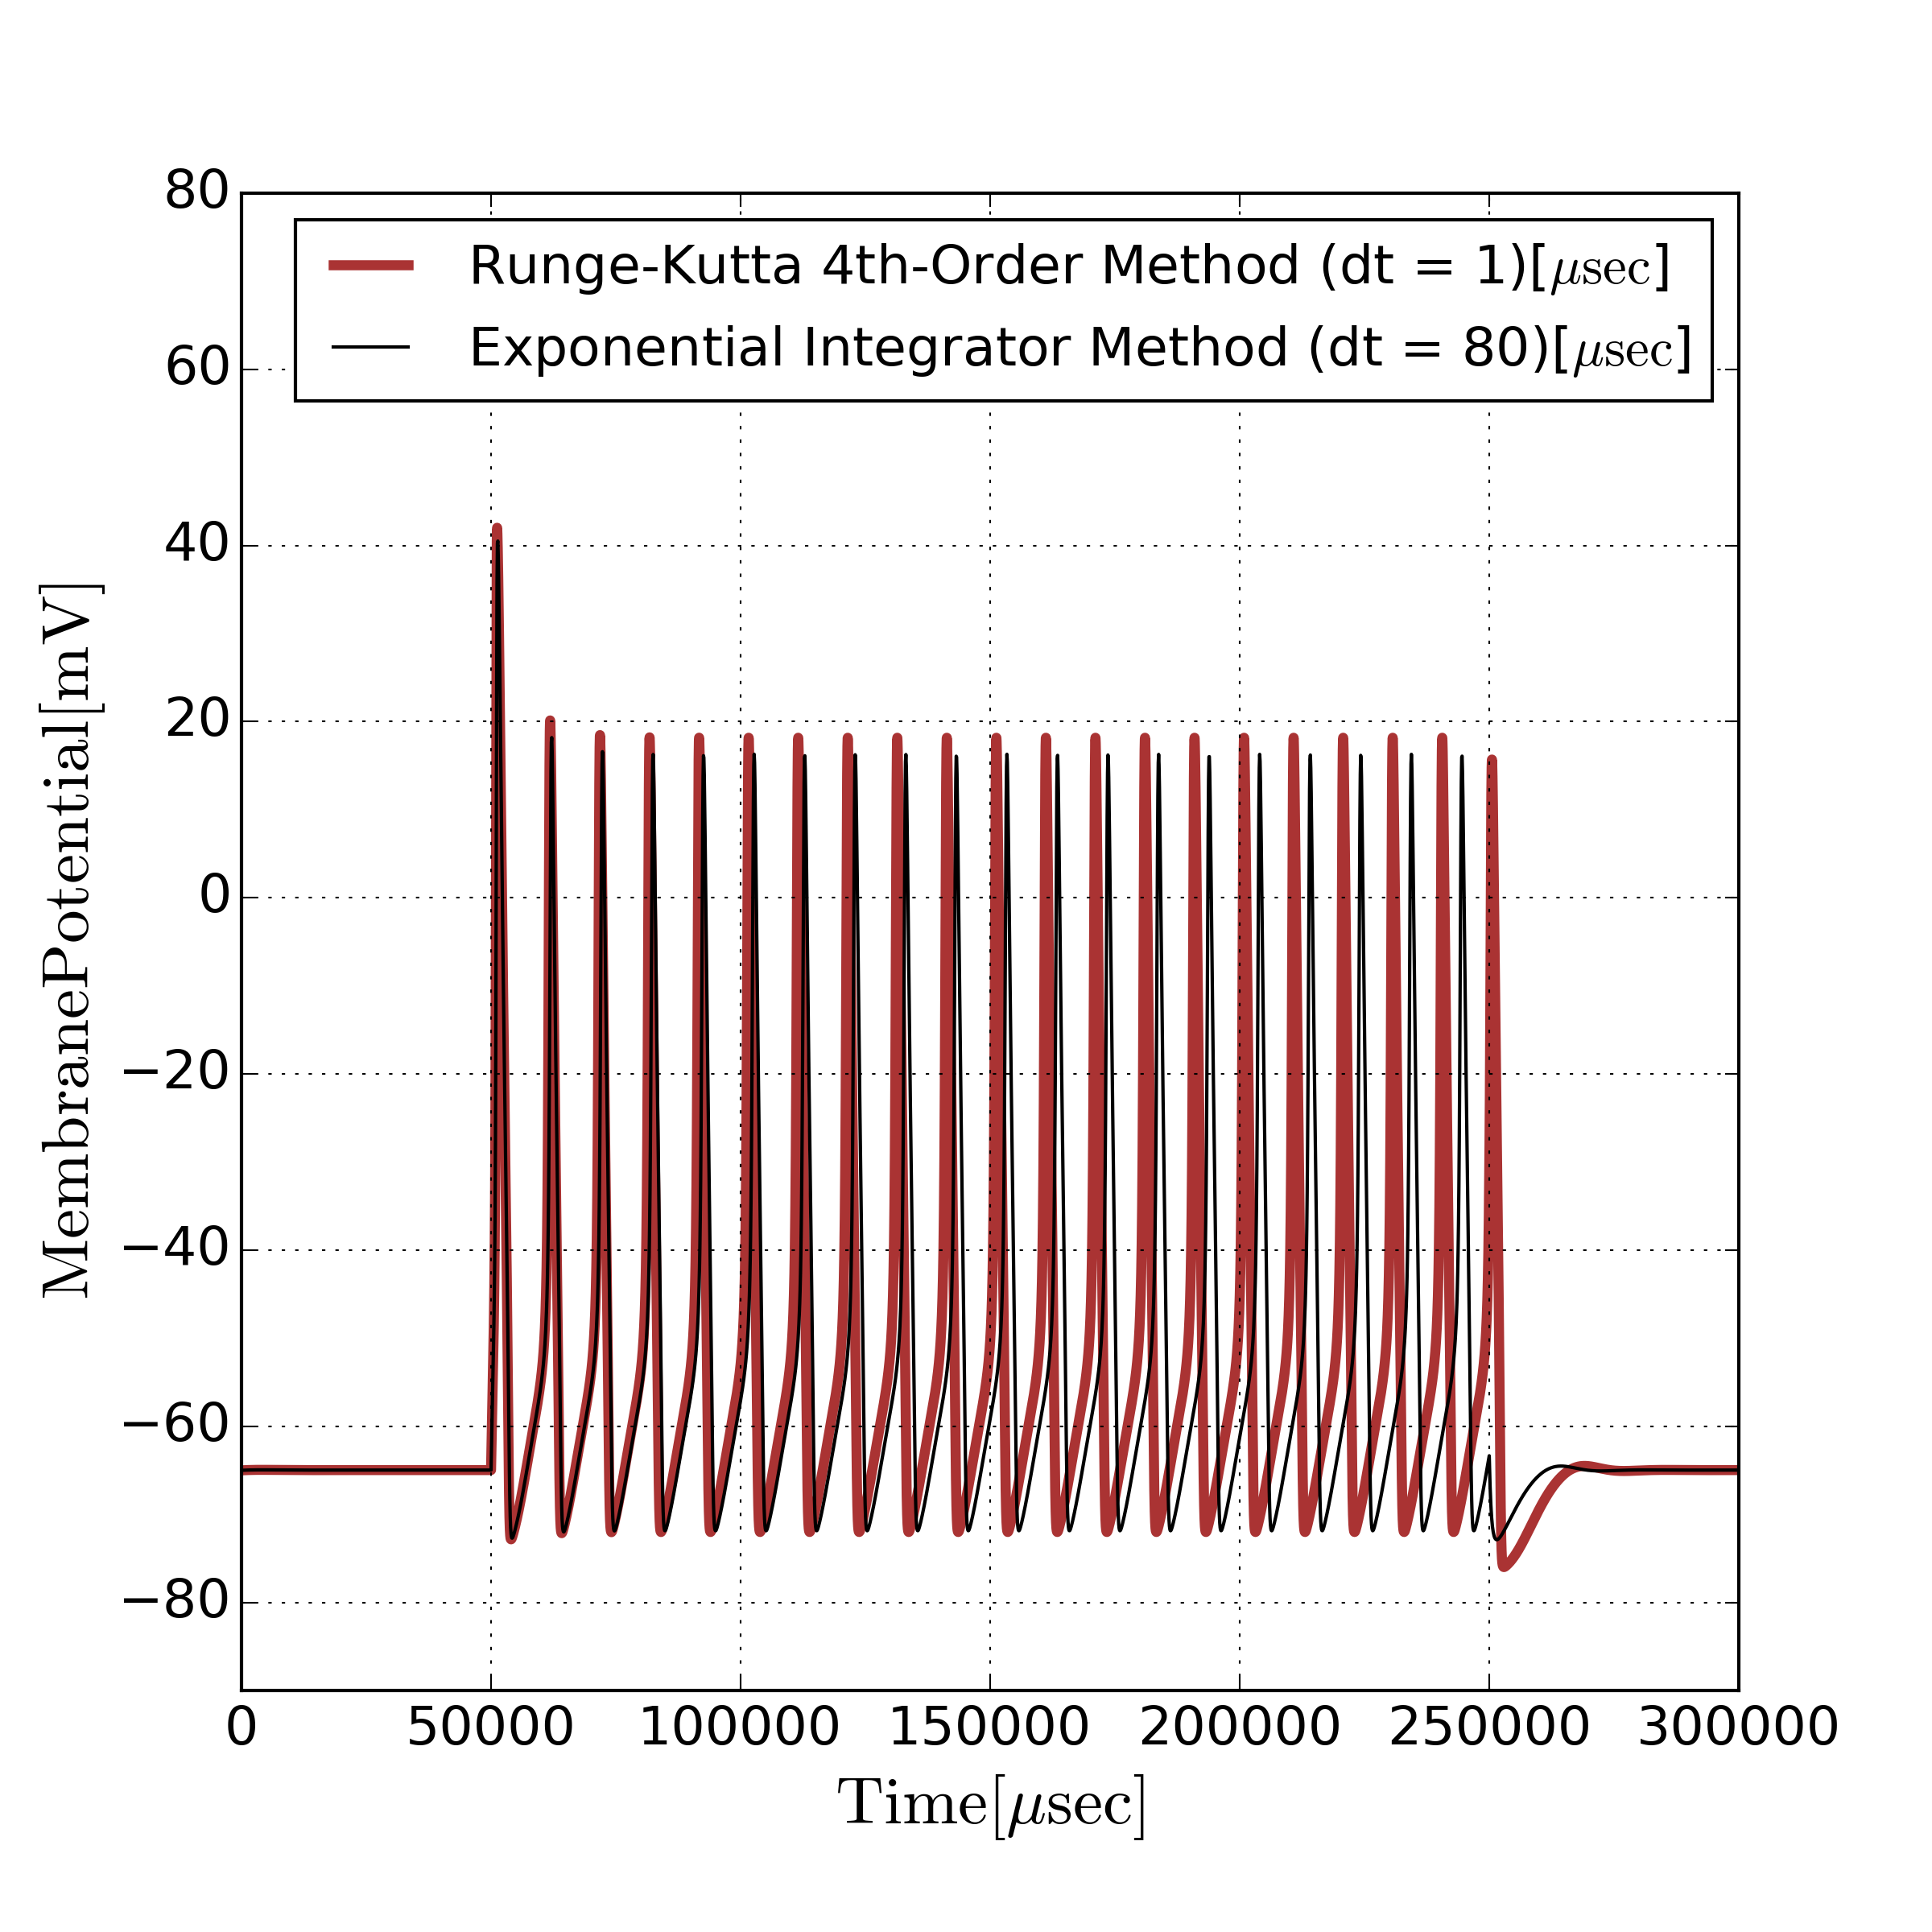 Runge-Kutta 4th-Order Method (dt = 1)[μsec]
Exponential Integrator Method (dt = 80)[μsec]
80
60
40
20
0
−20
−40
−60
−80
MembranePotential[mV]
0 50000 100000 150000 200000 250000 300000
Time[μsec]